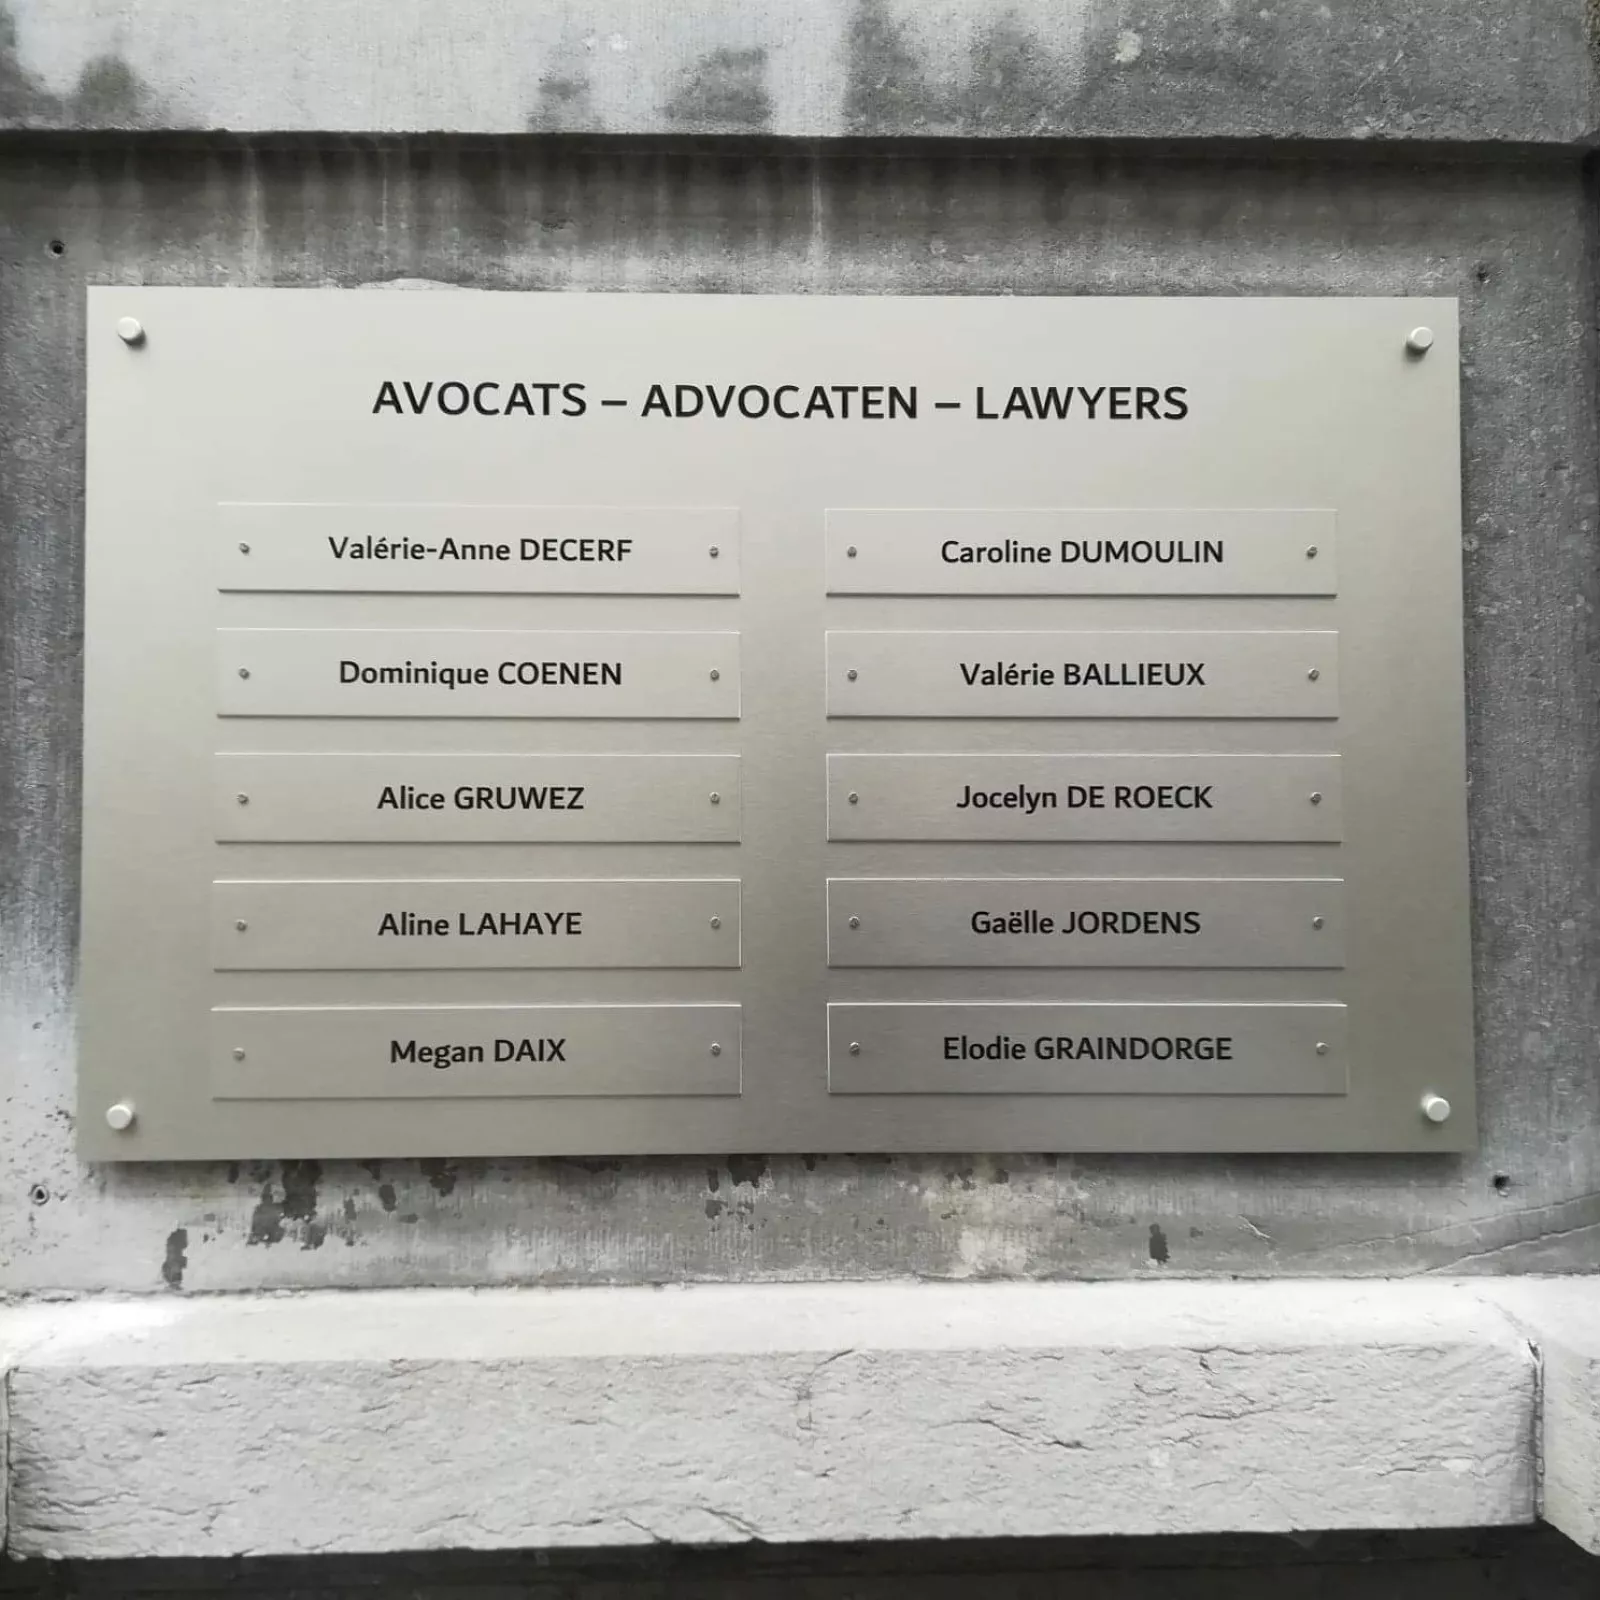 AVOCATS – ADVOCATEN – LAWYERS
Valérie-Anne DECERF
Caroline DUMOULIN
Dominique COENEN
Valérie BALLIEUX
Alice GRUWEZ
Jocelyn DE ROECK
Aline LAHAYE
Gaëlle JORDENS
Megan DAIX
Elodie GRAINDORGE